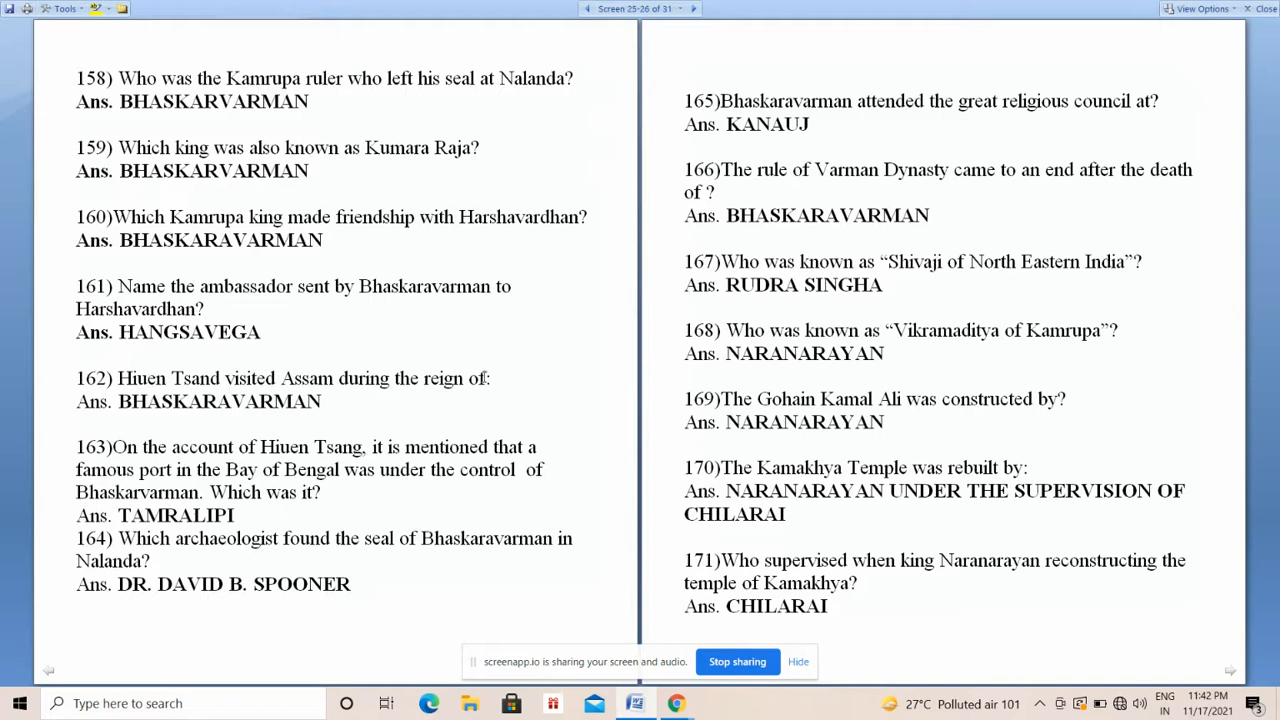 Tools
Screen 25-26 of 31
View Options
Close
158) Who was the Kamrupa ruler who left his seal at Nalanda?
Ans. BHASKARVARMAN
159) Which king was also known as Kumara Raja?
Ans. BHASKARVARMAN
160)Which Kamrupa king made friendship with Harshavardhan?
Ans. BHASKARAVARMAN
161) Name the ambassador sent by Bhaskaravarman to
Harshavardhan?
Ans. HANGSAVEGA
162) Hiuen Tsand visited Assam during the reign of:
Ans. BHASKARAVARMAN
163)On the account of Hiuen Tsang, it is mentioned that a
famous port in the Bay of Bengal was under the control of
Bhaskarvarman. Which was it?
Ans. TAMRALIPI
164) Which archaeologist found the seal of Bhaskaravarman in
Nalanda?
Ans. DR. DAVID B. SPOONER
165)Bhaskaravarman attended the great religious council at?
Ans. KANAUJ
166)The rule of Varman Dynasty came to an end after the death
of ?
Ans. BHASKARAVARMAN
167)Who was known as “Shivaji of North Eastern India”?
Ans. RUDRA SINGHA
168) Who was known as “Vikramaditya of Kamrupa”?
Ans. NARANARAYAN
169)The Gohain Kamal Ali was constructed by?
Ans. NARANARAYAN
170)The Kamakhya Temple was rebuilt by:
Ans. NARANARAYAN UNDER THE SUPERVISION OF
CHILARAI
171)Who supervised when king Naranarayan reconstructing the
temple of Kamakhya?
Ans. CHILARAI
screenapp.io is sharing your screen and audio.
Stop sharing
Hide
Type here to search
27°C Polluted air 101
ENG
IN
11:42 PM
11/17/2021
3